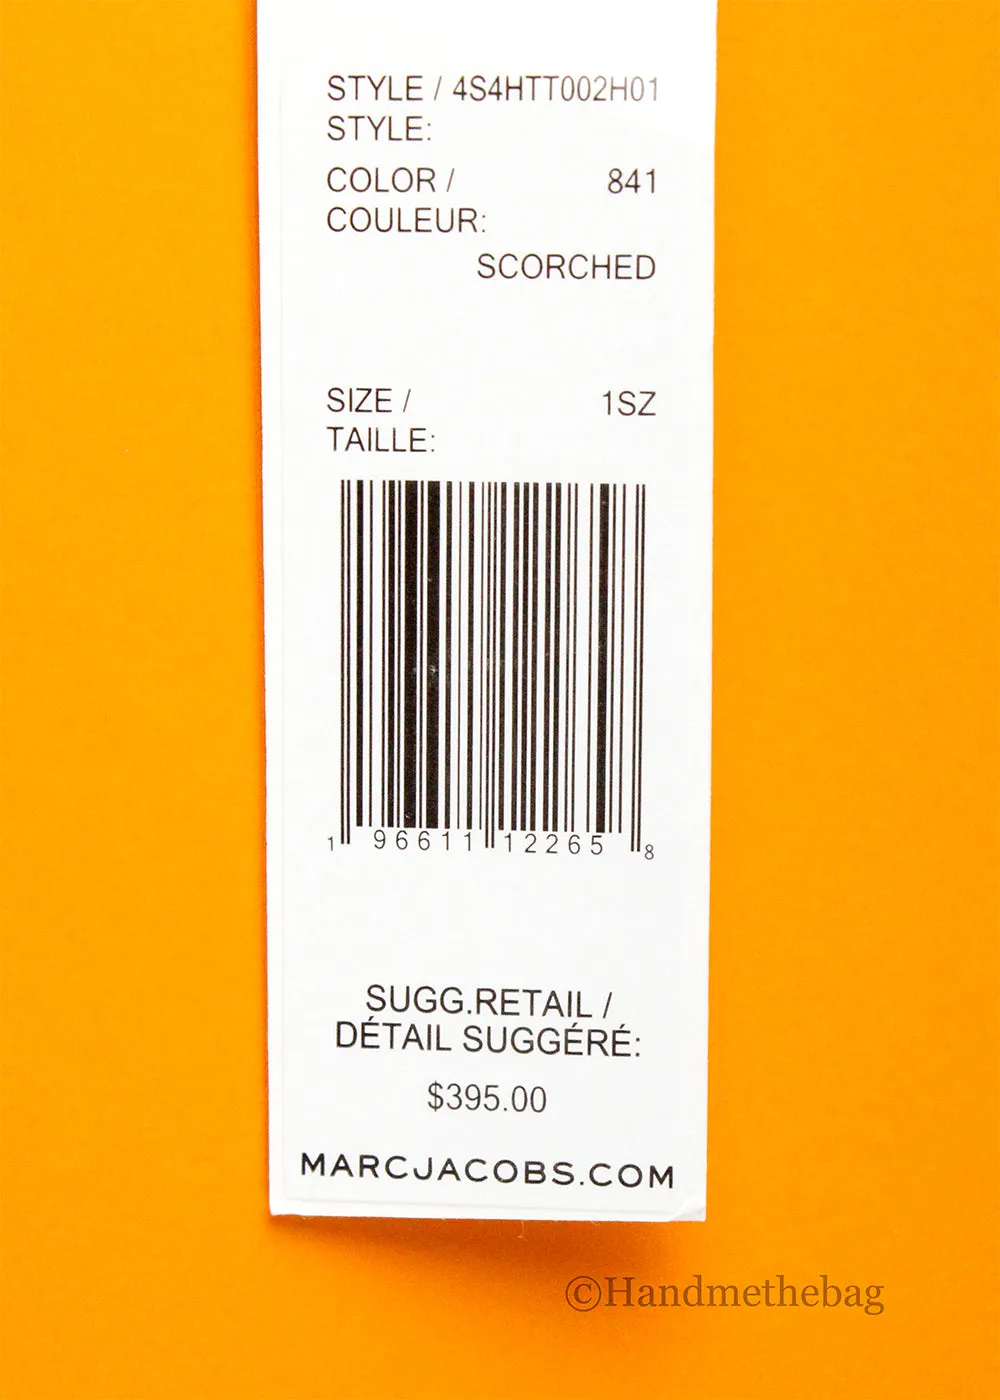 STYLE / 4S4HTT002H01
STYLE:
COLOR / 841
COULEUR:
SCORCHED
SIZE / 1SZ
TAILLE:
1 96611 12265 8
SUGG.RETAIL /
DÉTAIL SUGGÉRÉ:
$395.00
MARCJACOBS.COM
©Handmethebag